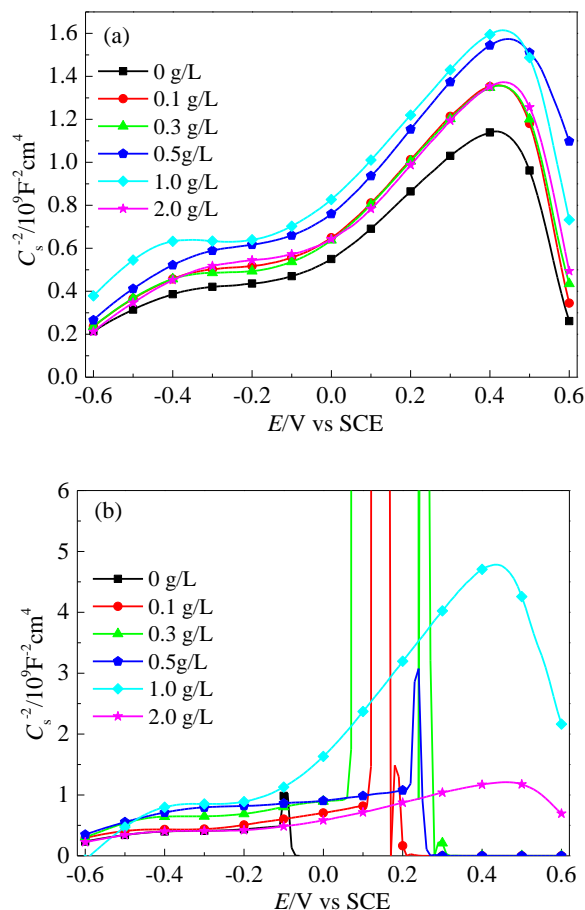 (a)
0 g/L
0.1 g/L
0.3 g/L
0.5g/L
1.0 g/L
2.0 g/L
C_s^-2/10^9F^-2cm^4
1.6
1.4
1.2
1.0
0.8
0.6
0.4
0.2
0.0
-0.6 -0.4 -0.2 0.0 0.2 0.4 0.6
E/V vs SCE
(b)
0 g/L
0.1 g/L
0.3 g/L
0.5g/L
1.0 g/L
2.0 g/L
C_s^-2/10^9F^-2cm^4
6
5
4
3
2
1
0
-0.6 -0.4 -0.2 0.0 0.2 0.4 0.6
E/V vs SCE